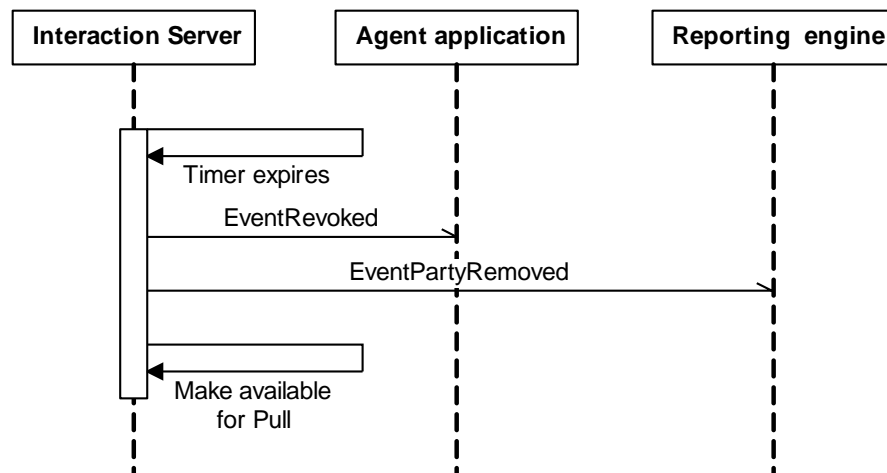 Interaction Server
Agent application
Reporting engine
Timer expires
EventRevoked
EventPartyRemoved
Make available
for Pull